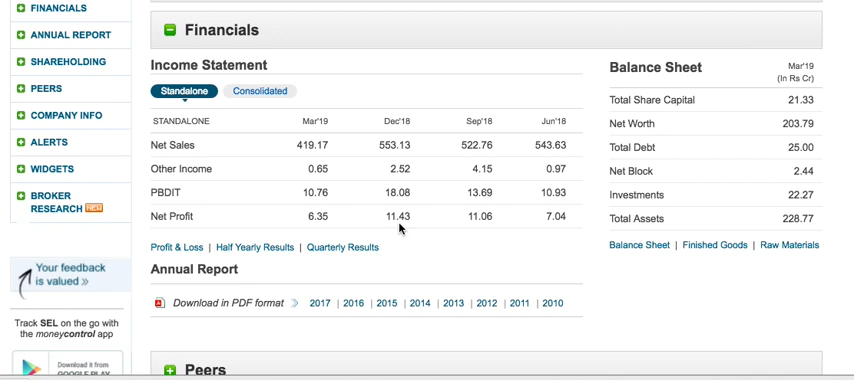 FINANCIALS
ANNUAL REPORT
SHAREHOLDING
PEERS
COMPANY INFO
ALERTS
WIDGETS
BROKER
RESEARCH NEW
Your feedback
is valued »
Track SEL on the go with
the moneycontrol app
Download it from
GOOGLE PLAY
Financials
Income Statement
Standalone Consolidated
STANDALONE Mar'19 Dec'18 Sep'18 Jun'18
Net Sales 419.17 553.13 522.76 543.63
Other Income 0.65 2.52 4.15 0.97
PBDIT 10.76 18.08 13.69 10.93
Net Profit 6.35 11.43 11.06 7.04
Profit & Loss | Half Yearly Results | Quarterly Results
Annual Report
Download in PDF format » 2017 | 2016 | 2015 | 2014 | 2013 | 2012 | 2011 | 2010
Peers
Balance Sheet Mar'19
(In Rs Cr)
Total Share Capital 21.33
Net Worth 203.79
Total Debt 25.00
Net Block 2.44
Investments 22.27
Total Assets 228.77
Balance Sheet | Finished Goods | Raw Materials